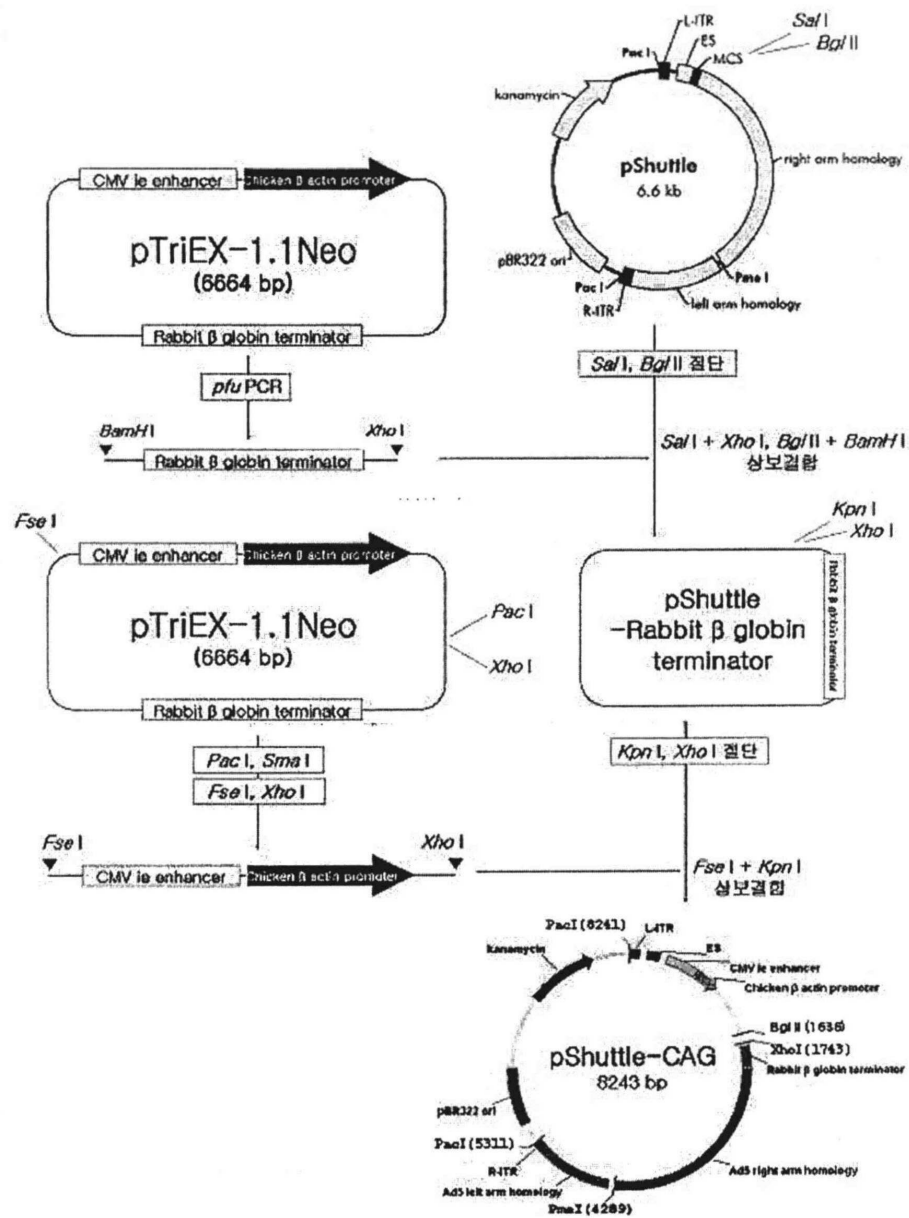 Sal I
Bgl II
L-ITR
ES
MCS
Pac I
kanamycin
pShuttle
6.6 kb
right arm homology
pBR322 ori
Pac I
R-ITR
left arm homology
Pme I
CMV ie enhancer
Chicken β actin promoter
pTriEX-1.1Neo
(6664 bp)
Rabbit β globin terminator
pfu PCR
BamH I
Xho I
Rabbit β globin terminator
Sal I, Bgl II 절단
Sal I + Xho I, Bgl II + BamH I
상보결합
Fse I
CMV ie enhancer
Chicken β actin promoter
pTriEX-1.1Neo
(6664 bp)
Rabbit β globin terminator
Pac I
Xho I
Kpn I
Xho I
pShuttle
-Rabbit β globin
terminator
Rabbit β globin terminator
Pac I, Sma I
Fse I, Xho I
Kpn I, Xho I 절단
Fse I
Xho I
CMV ie enhancer
Chicken β actin promoter
Fse I + Kpn I
상보결합
PacI (8241)
L-ITR
ES
kanamycin
CMV ie enhancer
Chicken β actin promoter
pShuttle-CAG
8243 bp
Bgl II (1636)
XhoI (1743)
Rabbit β globin terminator
pBR322 ori
PacI (5311)
R-ITR
Ad5 left arm homology
PmeI (4289)
Ad5 right arm homology